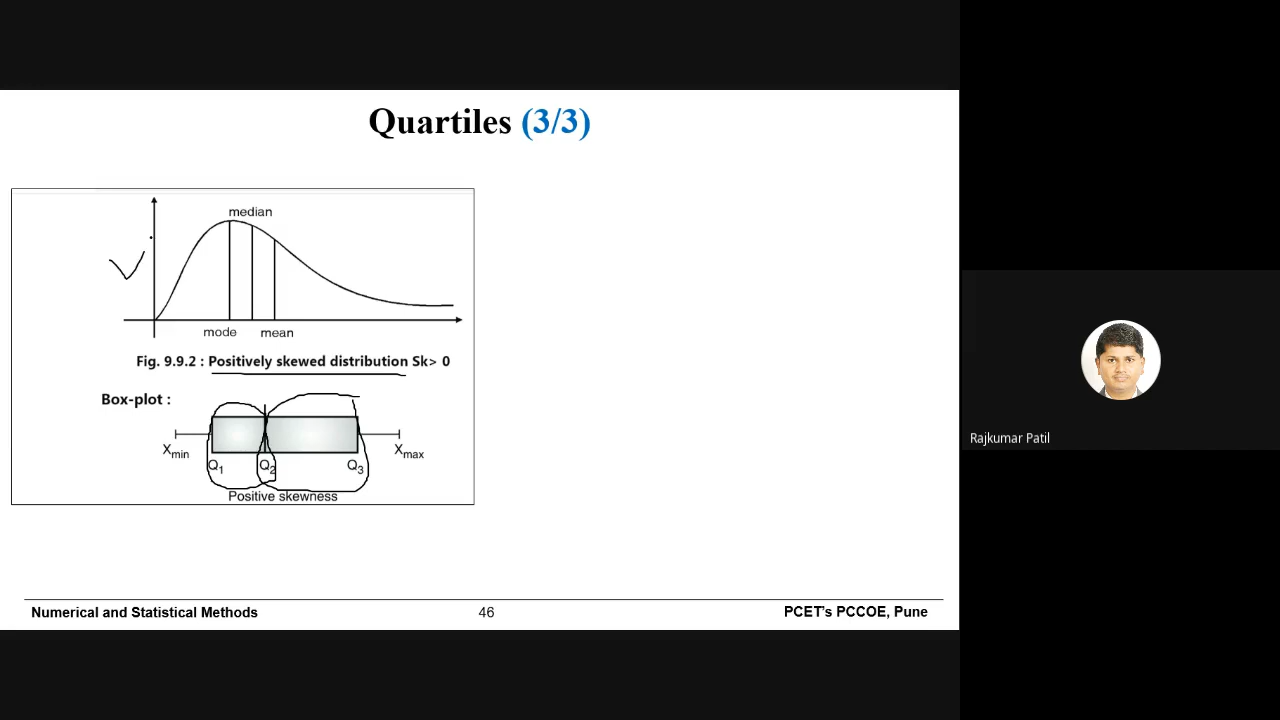 Quartiles (3/3)
median
mode mean
Fig. 9.9.2 : Positively skewed distribution Sk> 0
Box-plot :
Xmin Xmax
Q1 Q2 Q3
Positive skewness
Rajkumar Patil
Numerical and Statistical Methods 46 PCET's PCCOE, Pune